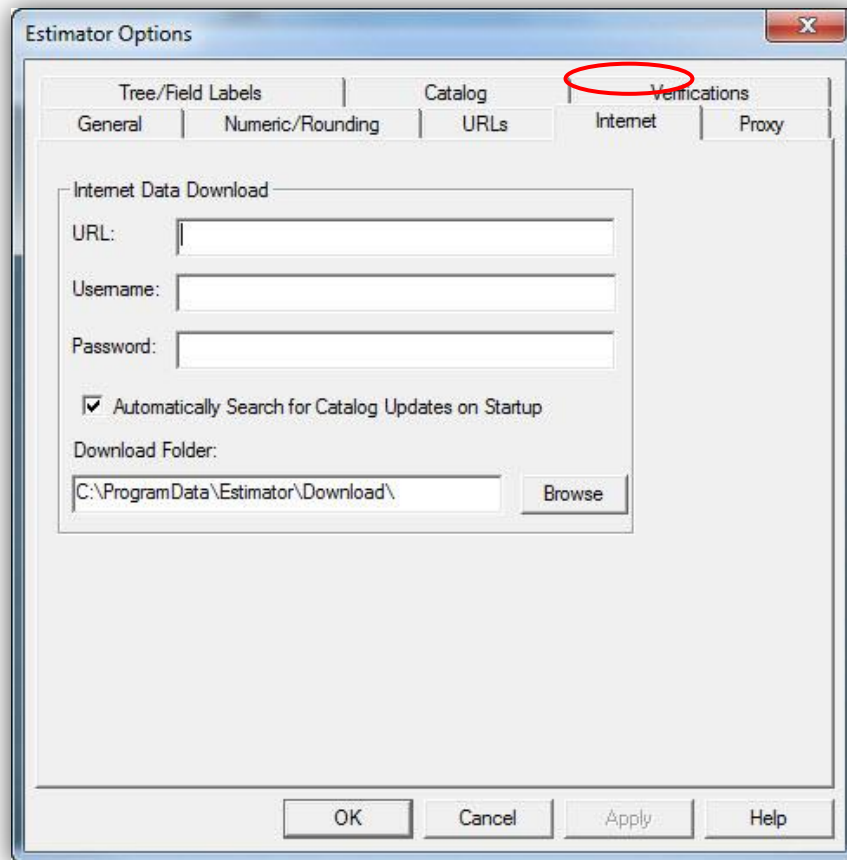 Estimator Options
Tree/Field Labels Catalog Verifications
General Numeric/Rounding URLs Internet Proxy
Internet Data Download
URL:
Username:
Password:
Automatically Search for Catalog Updates on Startup
Download Folder:
C:\ProgramData\Estimator\Download\ Browse
OK Cancel Apply Help